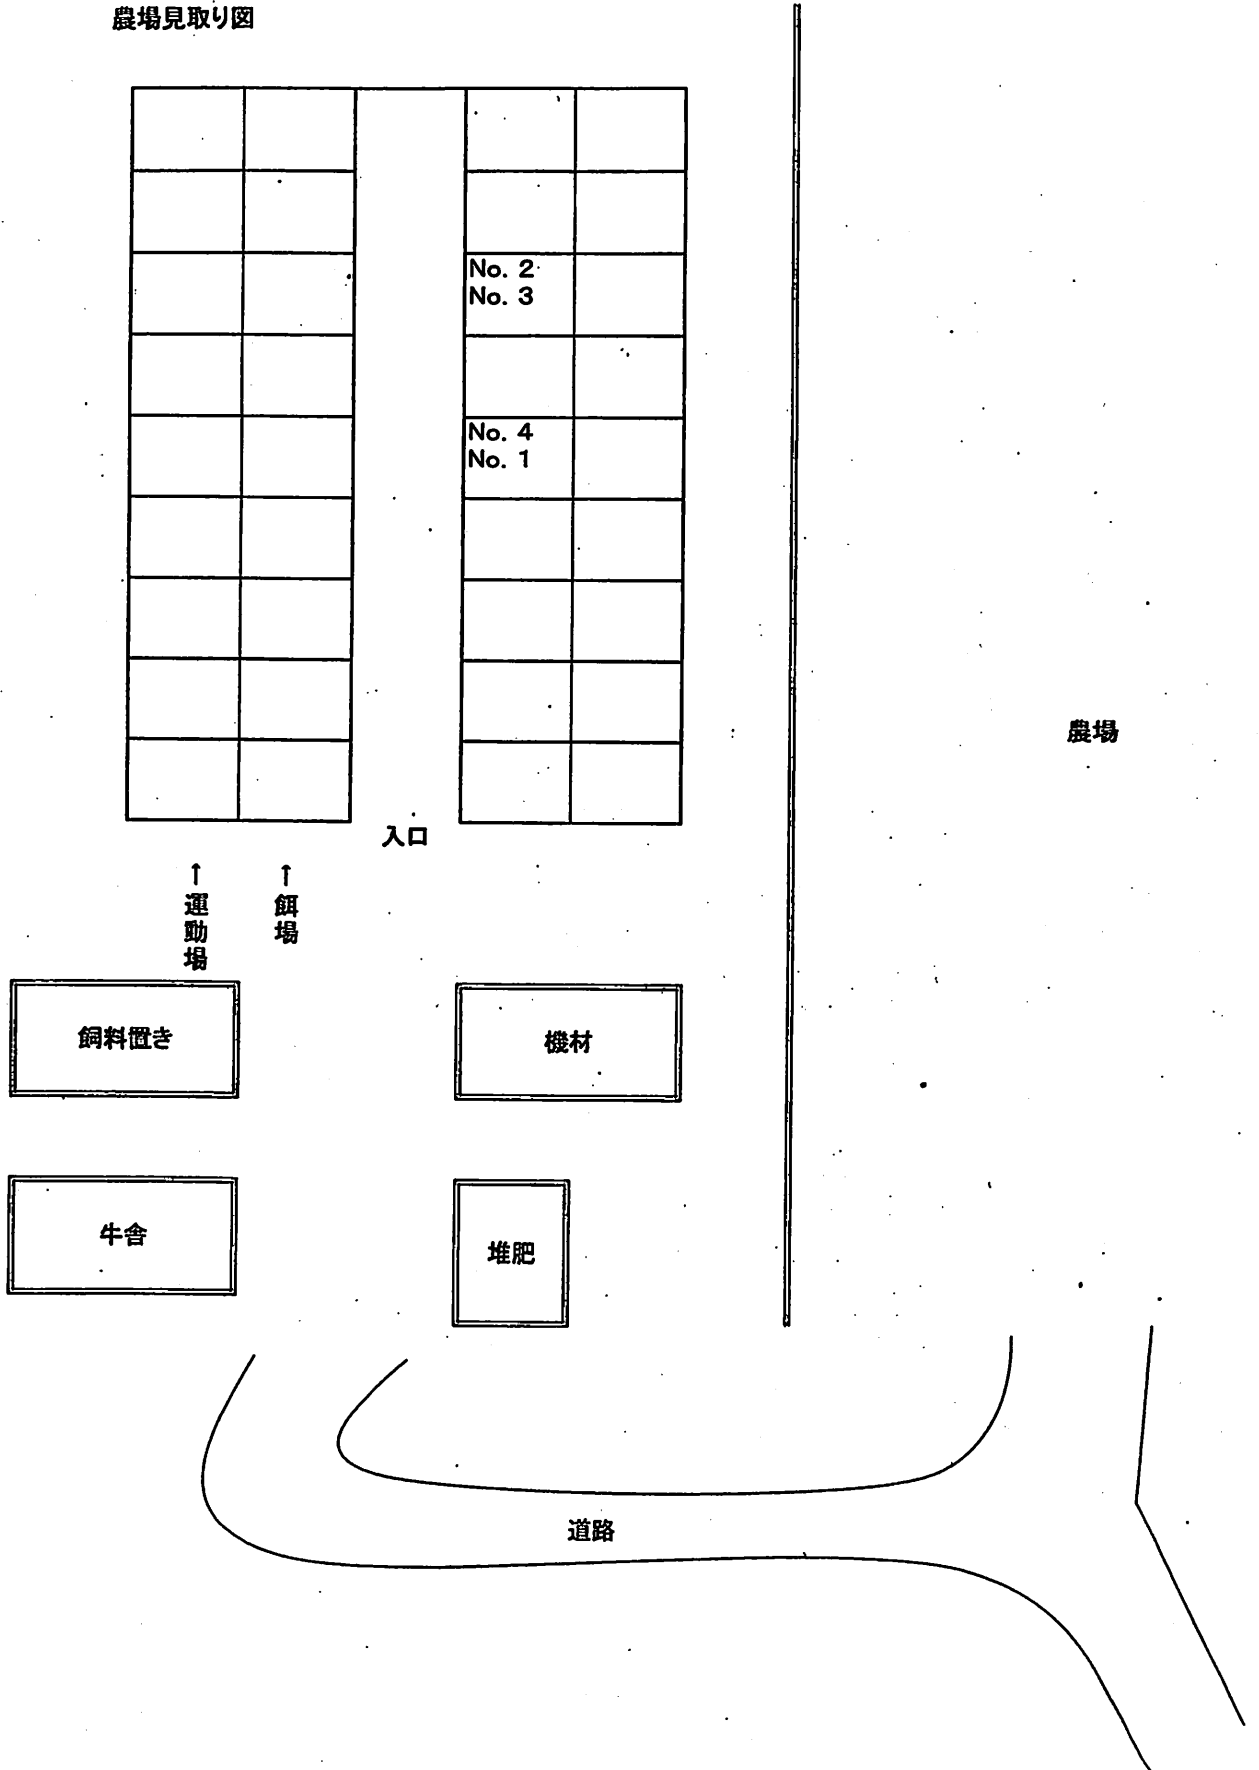 農場見取り図
No. 2
No. 3
No. 4
No. 1
農場
入口
↑運動場
↑餌場
飼料置き
機材
牛舎
堆肥
道路